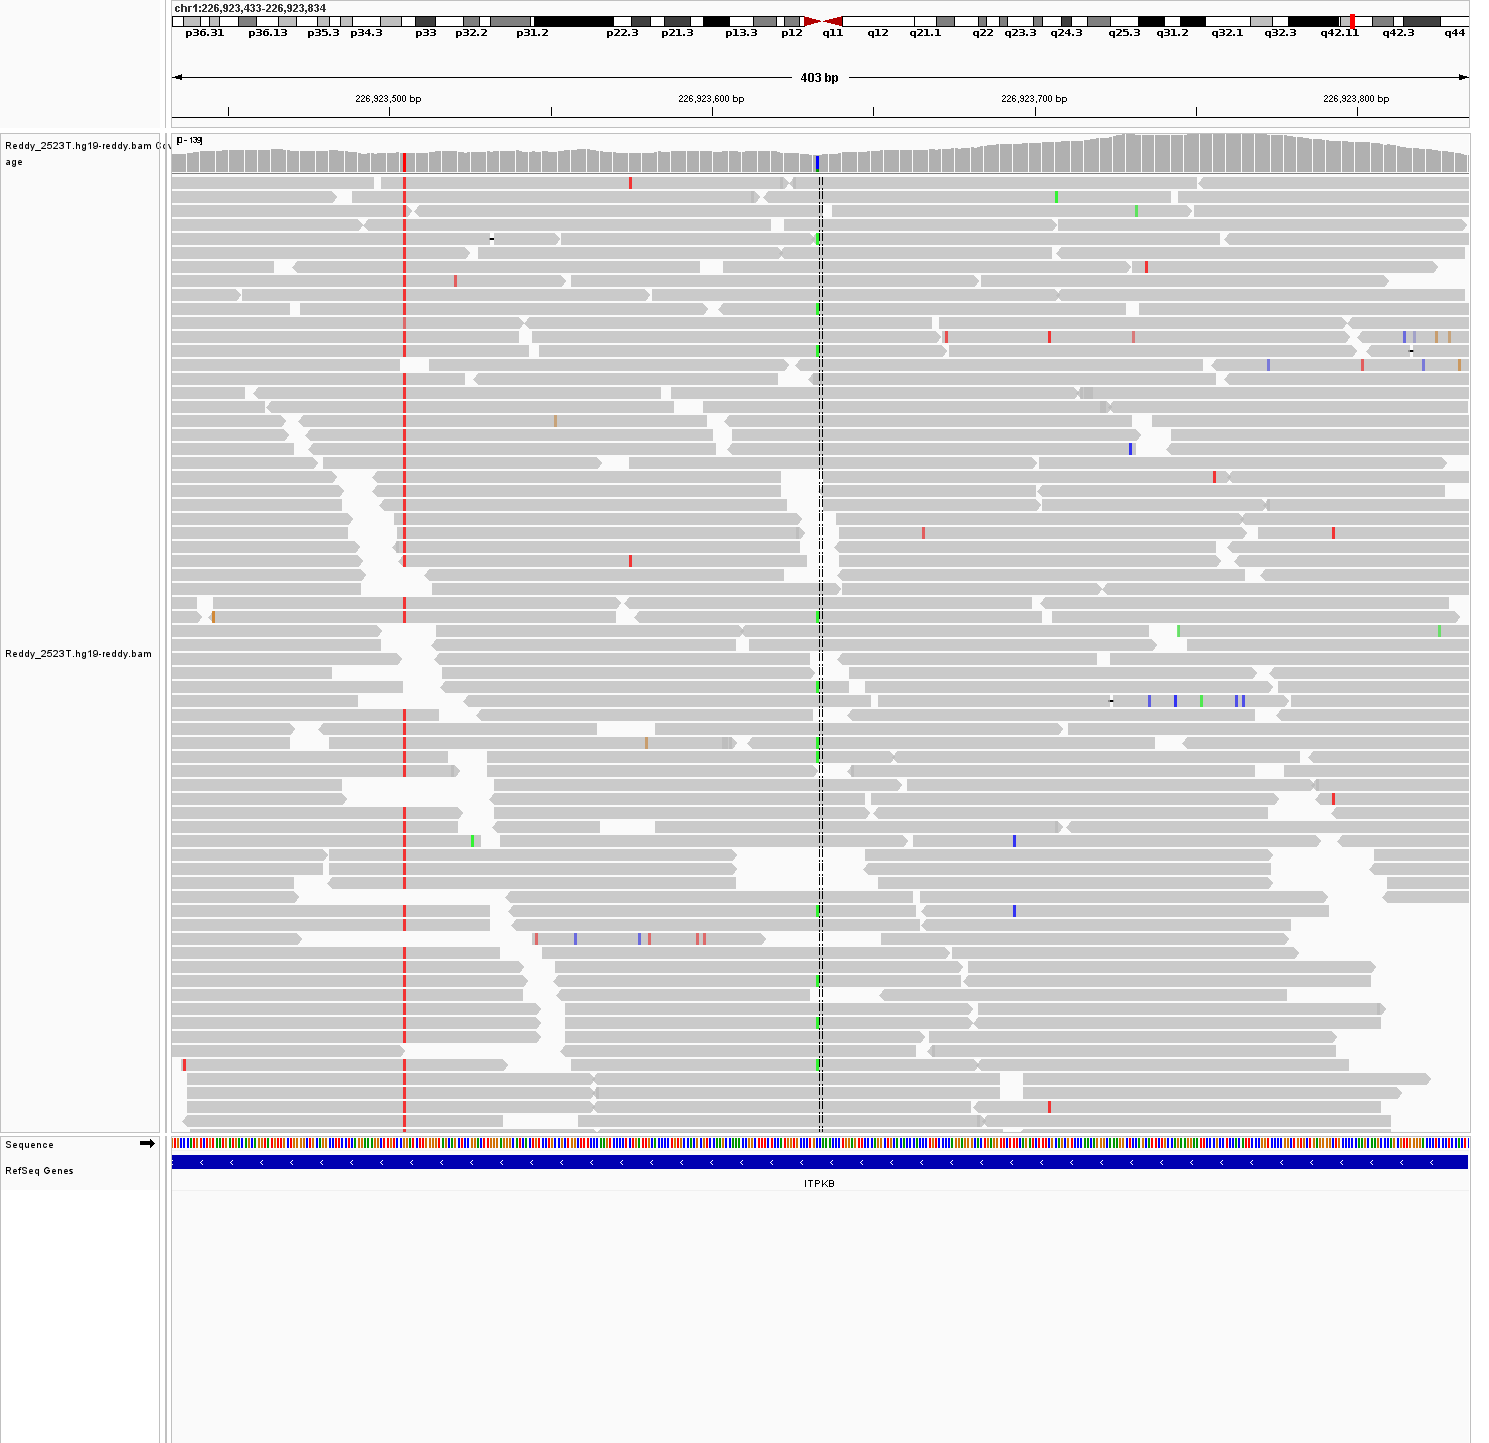 chr1:226,923,433-226,923,834
p36.31 p36.13 p35.3 p34.3 p33 p32.2 p31.2 p22.3 p21.3 p13.3 p12 q11 q12 q21.1 q22 q23.3 q24.3 q25.3 q31.2 q32.1 q32.3 q42.11 q42.3 q44
403 bp
226,923,500 bp 226,923,600 bp 226,923,700 bp 226,923,800 bp
[0 - 139]
Reddy_2523T.hg19-reddy.bam Cov
age
Reddy_2523T.hg19-reddy.bam
Sequence
RefSeq Genes
ITPKB